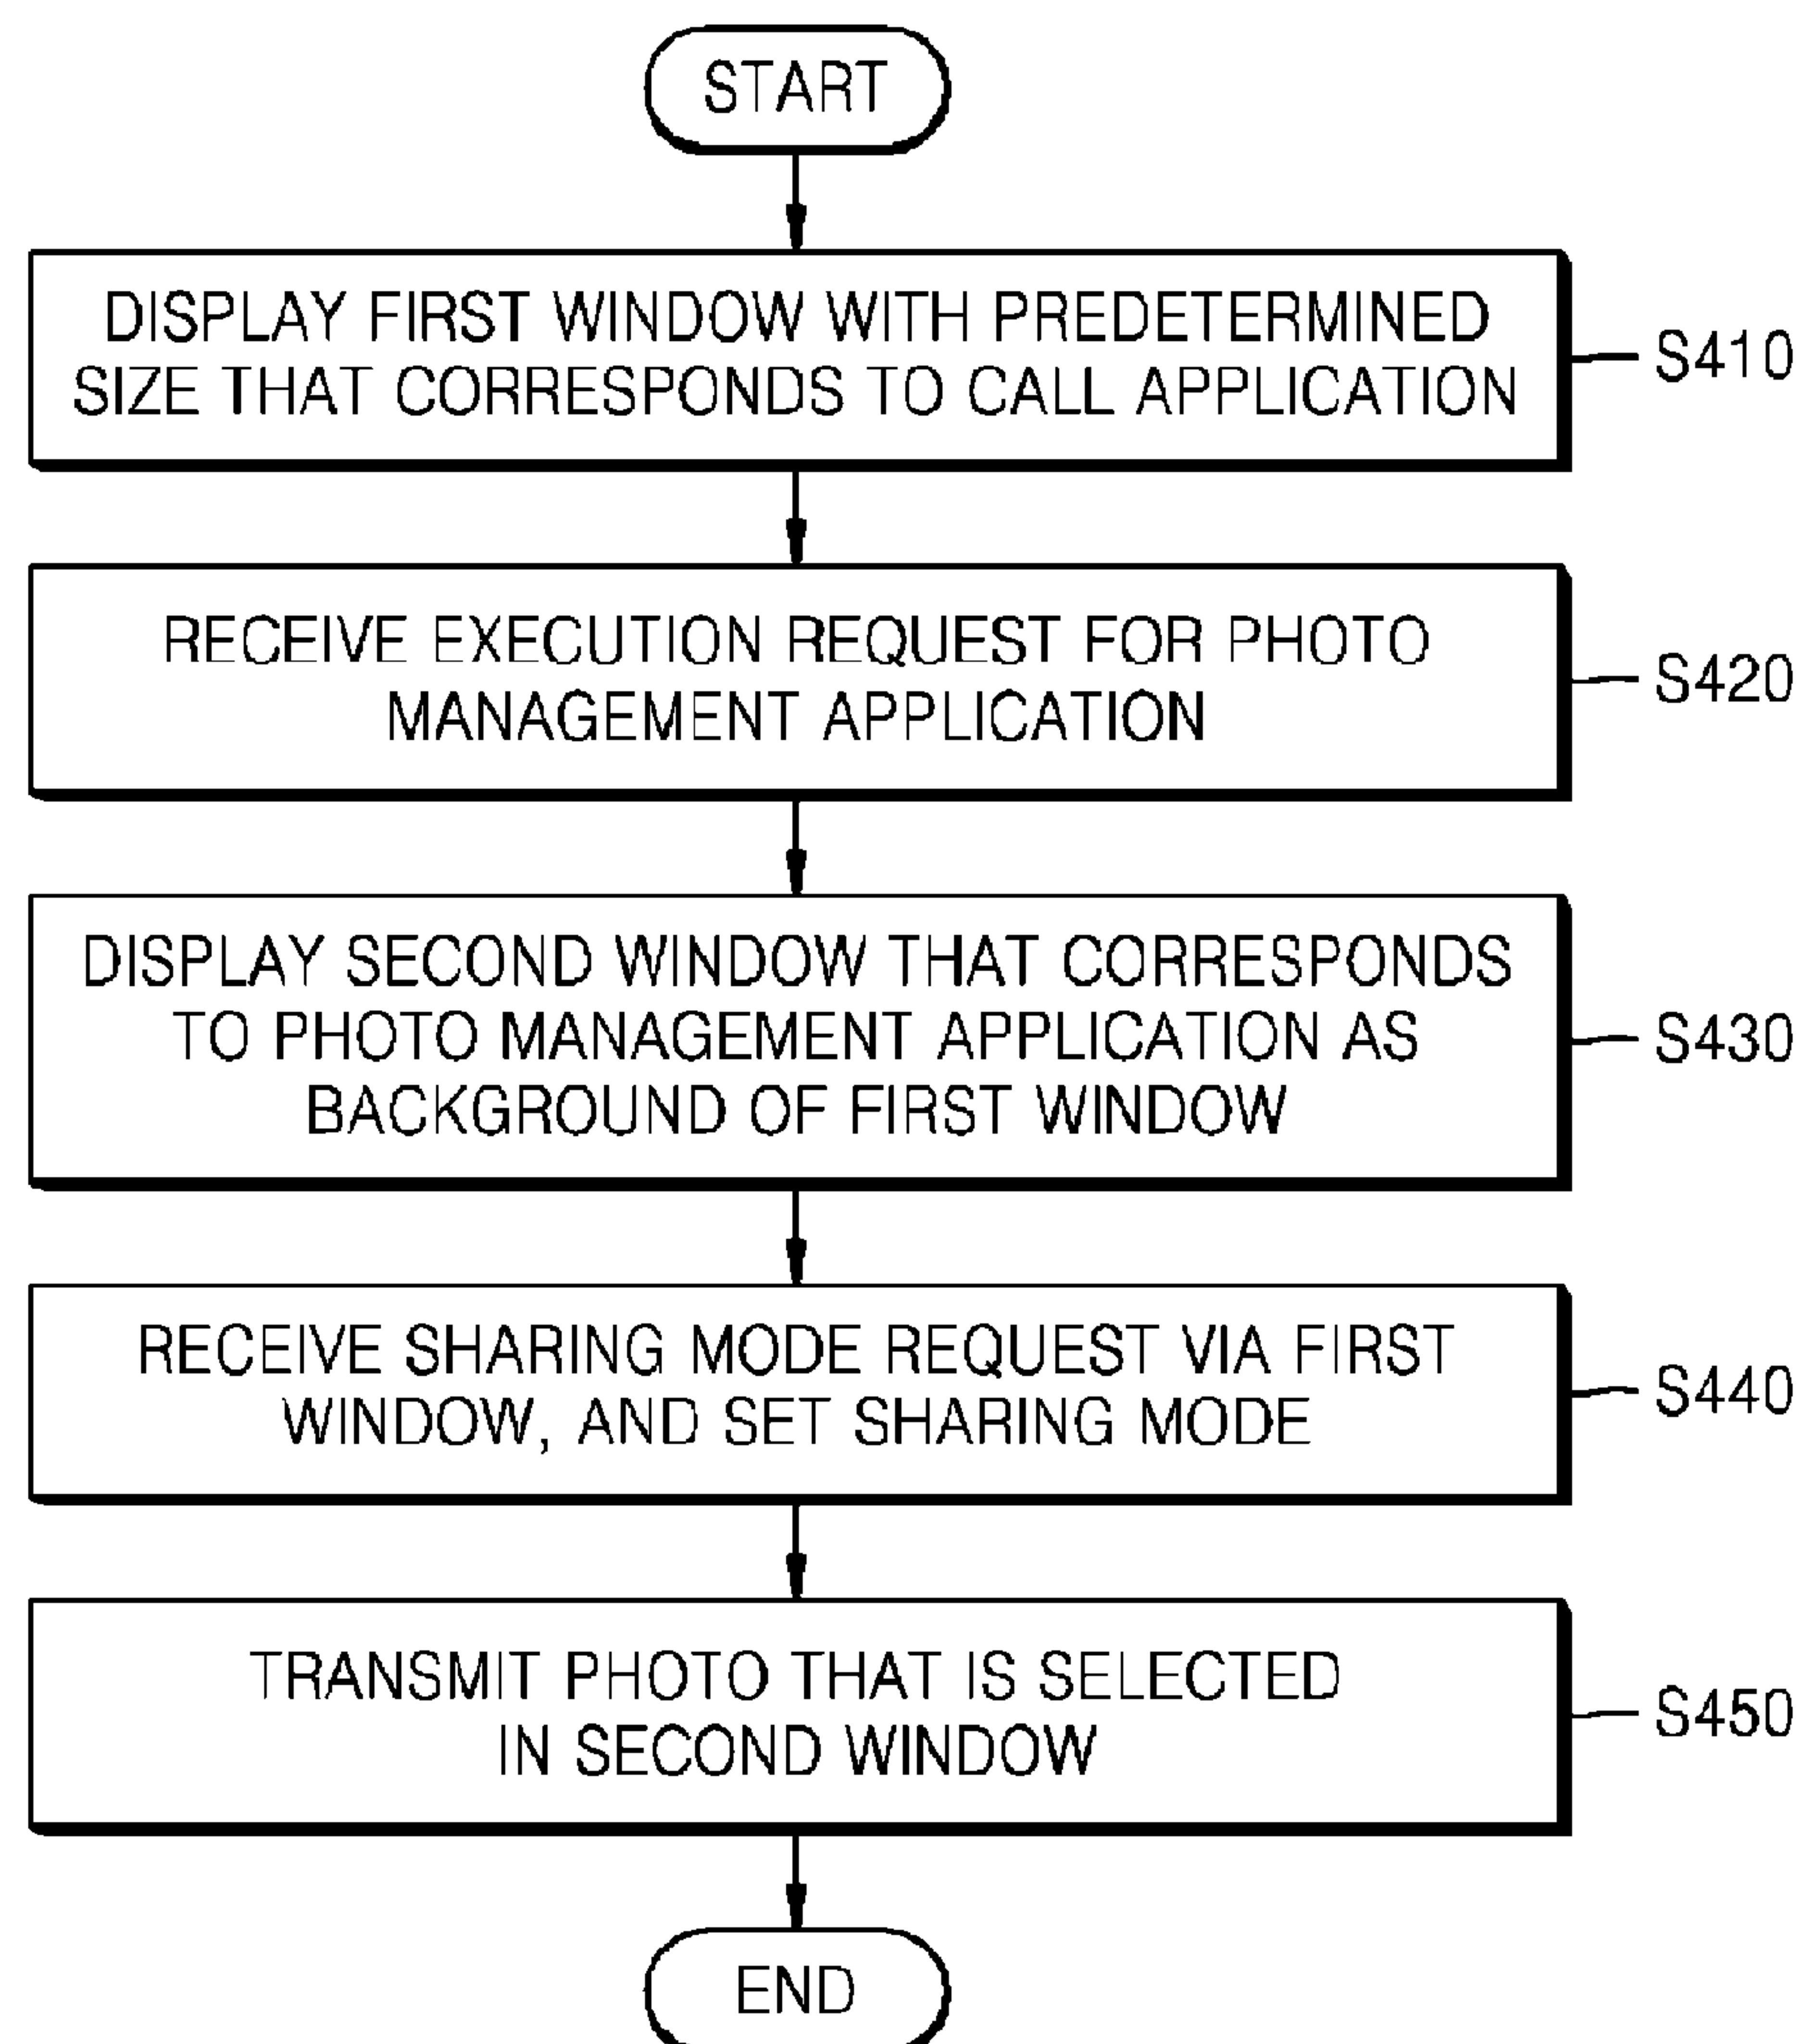 START
DISPLAY FIRST WINDOW WITH PREDETERMINED
SIZE THAT CORRESPONDS TO CALL APPLICATION
S410
RECEIVE EXECUTION REQUEST FOR PHOTO
MANAGEMENT APPLICATION
S420
DISPLAY SECOND WINDOW THAT CORRESPONDS
TO PHOTO MANAGEMENT APPLICATION AS
BACKGROUND OF FIRST WINDOW
S430
RECEIVE SHARING MODE REQUEST VIA FIRST
WINDOW, AND SET SHARING MODE
S440
TRANSMIT PHOTO THAT IS SELECTED
IN SECOND WINDOW
S450
END